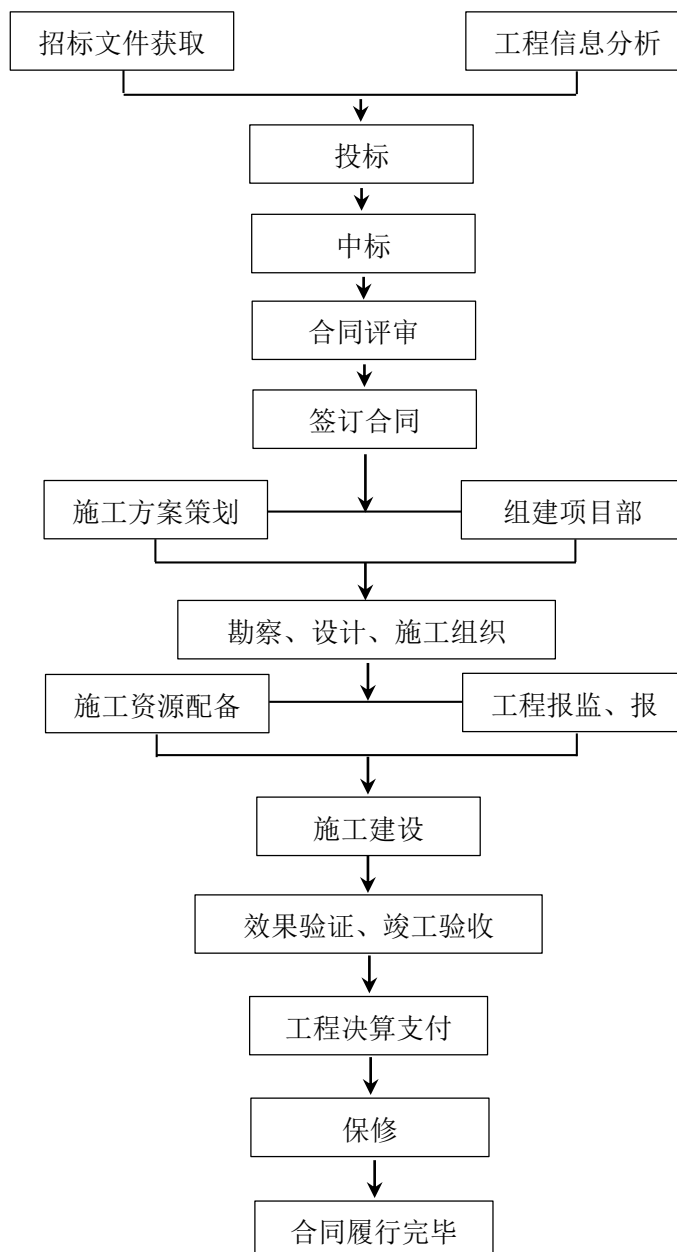 招标文件获取
工程信息分析
投标
中标
合同评审
签订合同
施工方案策划
组建项目部
勘察、设计、施工组织
施工资源配备
工程报监、报
施工建设
效果验证、竣工验收
工程决算支付
保修
合同履行完毕